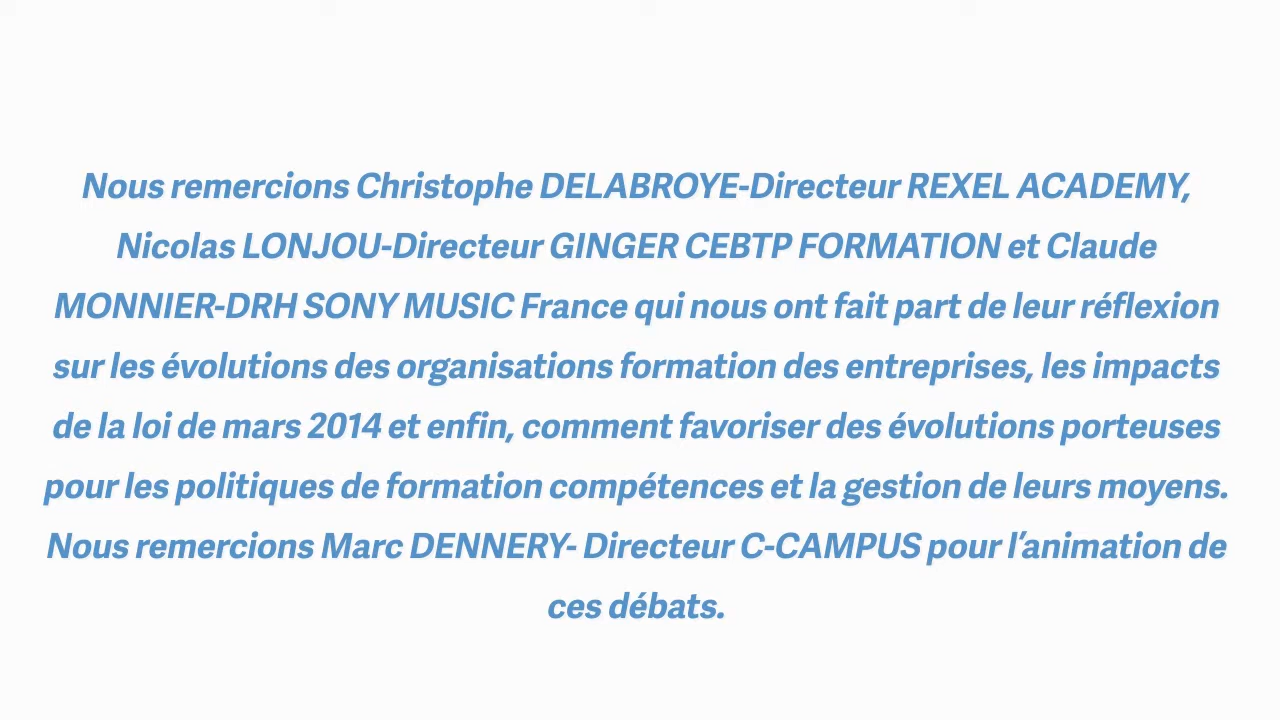 Nous remercions Christophe DELABROYE-Directeur REXEL ACADEMY,
Nicolas LONJOU-Directeur GINGER CEBTP FORMATION et Claude
MONNIER-DRH SONY MUSIC France qui nous ont fait part de leur réflexion
sur les évolutions des organisations formation des entreprises, les impacts
de la loi de mars 2014 et enfin, comment favoriser des évolutions porteuses
pour les politiques de formation compétences et la gestion de leurs moyens.
Nous remercions Marc DENNERY- Directeur C-CAMPUS pour l’animation de
ces débats.